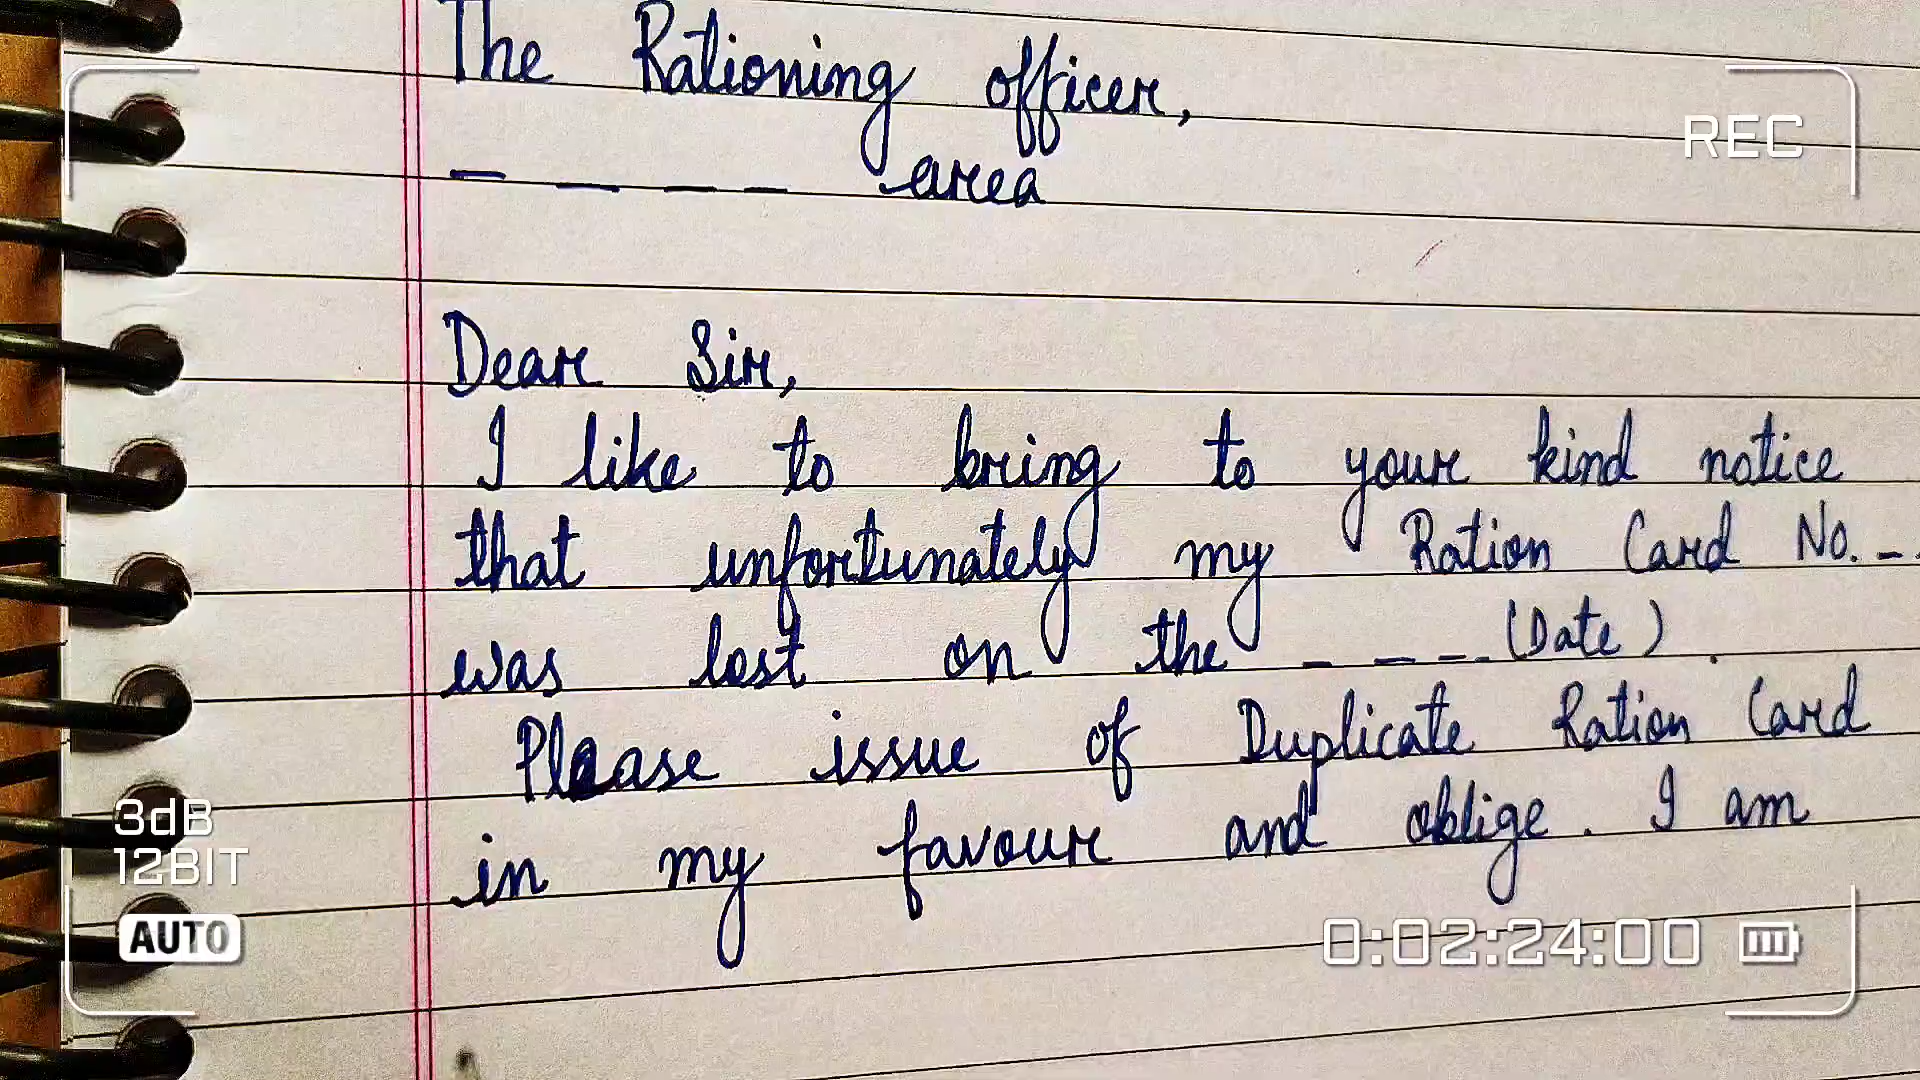 The Rationing officer,
_ _ _ _ area
REC
Dear Sir,
I like to bring to your kind notice
that unfortunately my Ration Card No. _ .
was lost on the _ _ _ _ (Date) .
Please issue of Duplicate Ration Card
in my favour and oblige. I am
3dB
12BIT
AUTO
0:02:24:00